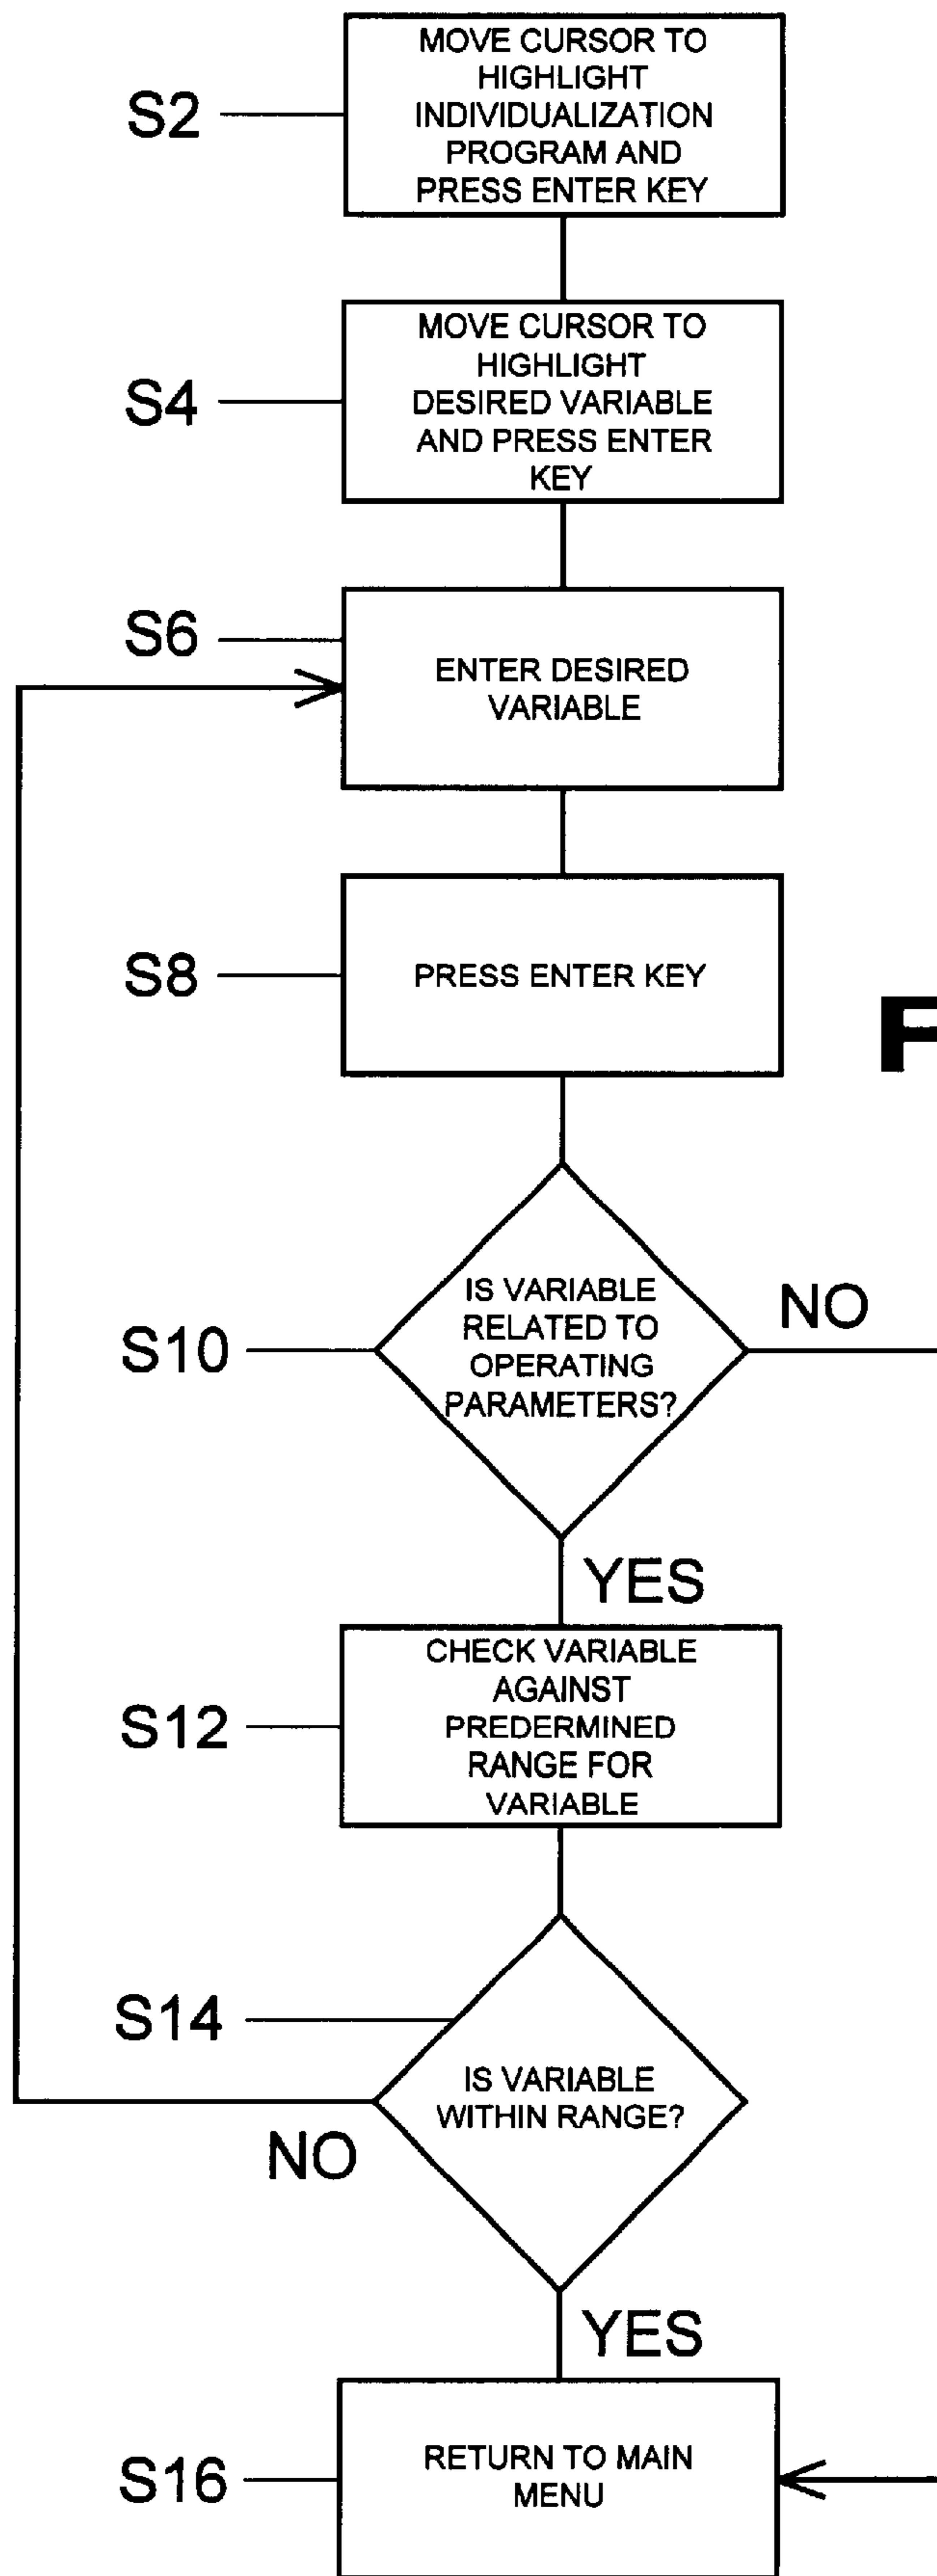 MOVE CURSOR TO
HIGHLIGHT
INDIVIDUALIZATION
PROGRAM AND
PRESS ENTER KEY
S2
MOVE CURSOR TO
HIGHLIGHT
DESIRED VARIABLE
AND PRESS ENTER
KEY
S4
S6
ENTER DESIRED
VARIABLE
S8
PRESS ENTER KEY
F
IS VARIABLE
RELATED TO
OPERATING
PARAMETERS?
NO
S10
YES
CHECK VARIABLE
AGAINST
PREDERMINED
RANGE FOR
VARIABLE
S12
S14
IS VARIABLE
WITHIN RANGE?
NO
YES
RETURN TO MAIN
MENU
S16